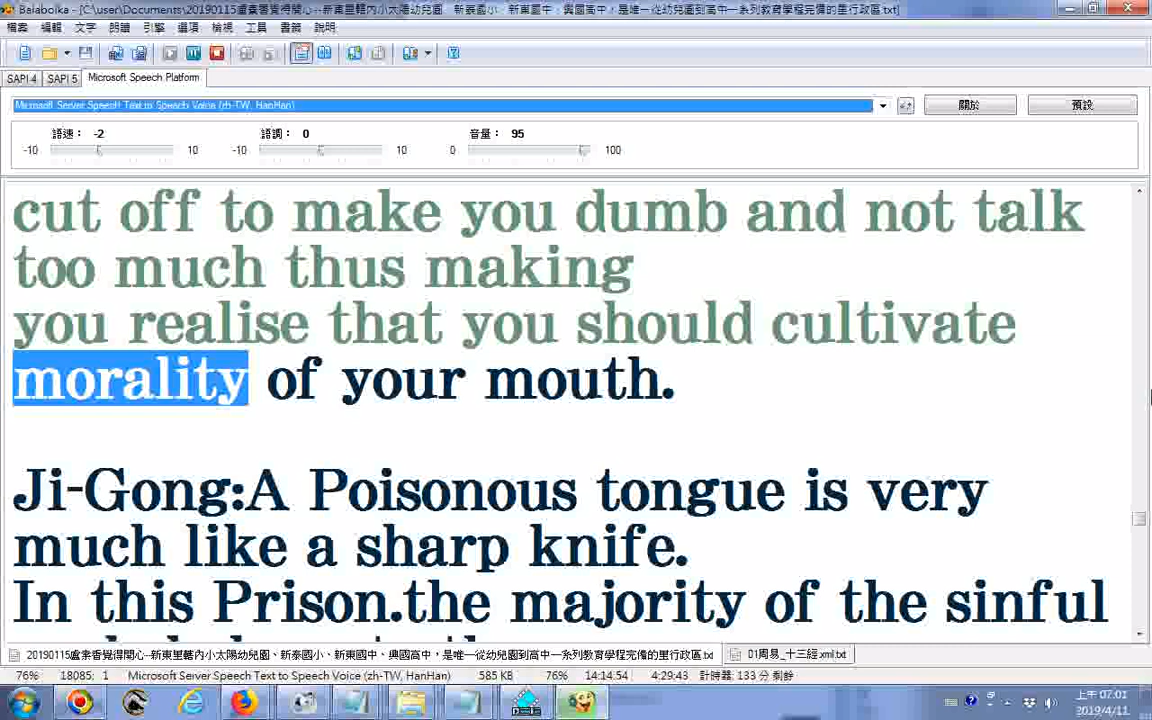 Balabolka - [C:\user\Documents\20190115盧素香覺得開心--新東里轄內小太陽幼兒園、新泰國小、新東國中、興國高中，是唯一從幼兒園到高中一系列教育學程完備的里行政區.txt]
檔案 編輯 文字 朗讀 引擎 選項 檢視 工具 書籤 說明
SAPI 4 SAPI 5 Microsoft Speech Platform
Microsoft Server Speech Text to Speech Voice (zh-TW, HanHan)
關於 預設
語速： -2 語調： 0 音量： 95
-10 10 -10 10 0 100
cut off to make you dumb and not talk
too much thus making
you realise that you should cultivate
morality of your mouth.
Ji-Gong:A Poisonous tongue is very
much like a sharp knife.
In this Prison.the majority of the sinful
20190115盧素香覺得開心--新東里轄內小太陽幼兒園、新泰國小、新東國中、興國高中，是唯一從幼兒園到高中一系列教育學程完備的里行政區.txt 01周易_十三經.xml.txt
76% 18085: 1 Microsoft Server Speech Text to Speech Voice (zh-TW, HanHan) 585 KB 76% 14:14.54 4:29:43 計時器: 133 分 剩餘
上午 07:01
2019/4/11